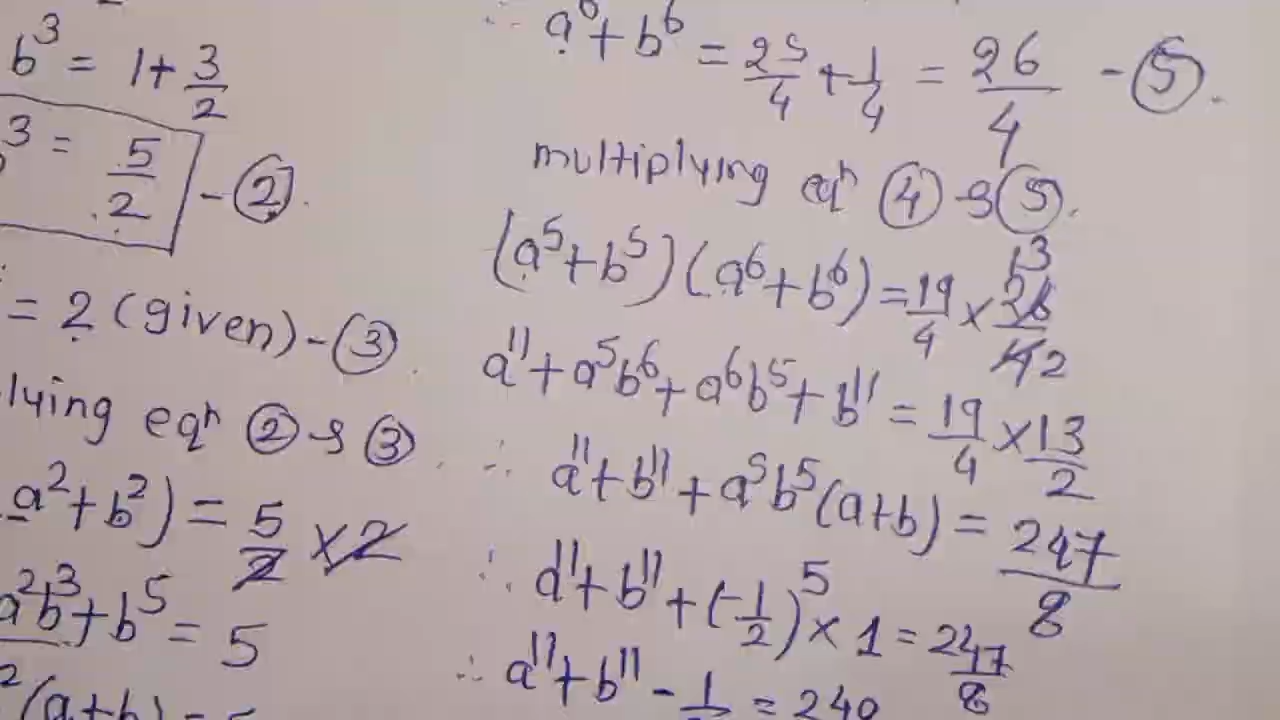 b³ = 1 + 3/2
³ = 5/2 - ②.
= 2 (given) - ③.
lying eqⁿ ② & ③.
a² + b²) = 5/2 × 2
a²b³ + b⁵ = 5
²(a+b)
∴ a⁶ + b⁶ = 25/4 + 1/4 = 26/4 - ⑤.
multiplying eqⁿ ④ & ⑤.
(a⁵ + b⁵)(a⁶ + b⁶) = 19/4 × 26/4 13 2
a¹¹ + a⁵b⁶ + a⁶b⁵ + b¹¹ = 19/4 × 13/2
∴ a¹¹ + b¹¹ + a⁵b⁵(a+b) = 247/8
∴ a¹¹ + b¹¹ + (-1/2)⁵ × 1 = 247/8
∴ a¹¹ + b¹¹ - 1 =